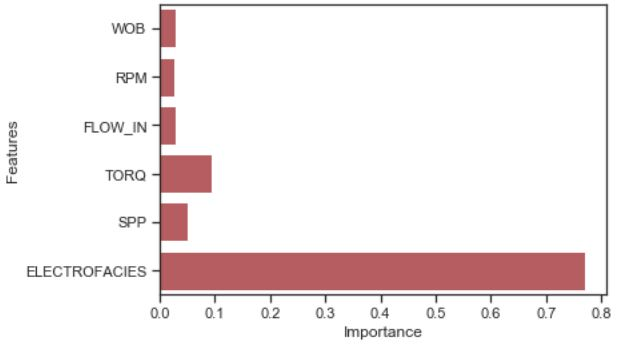 WOB
RPM
FLOW_IN
TORQ
SPP
ELECTROFACIES
Features
0.0 0.1 0.2 0.3 0.4 0.5 0.6 0.7 0.8
Importance